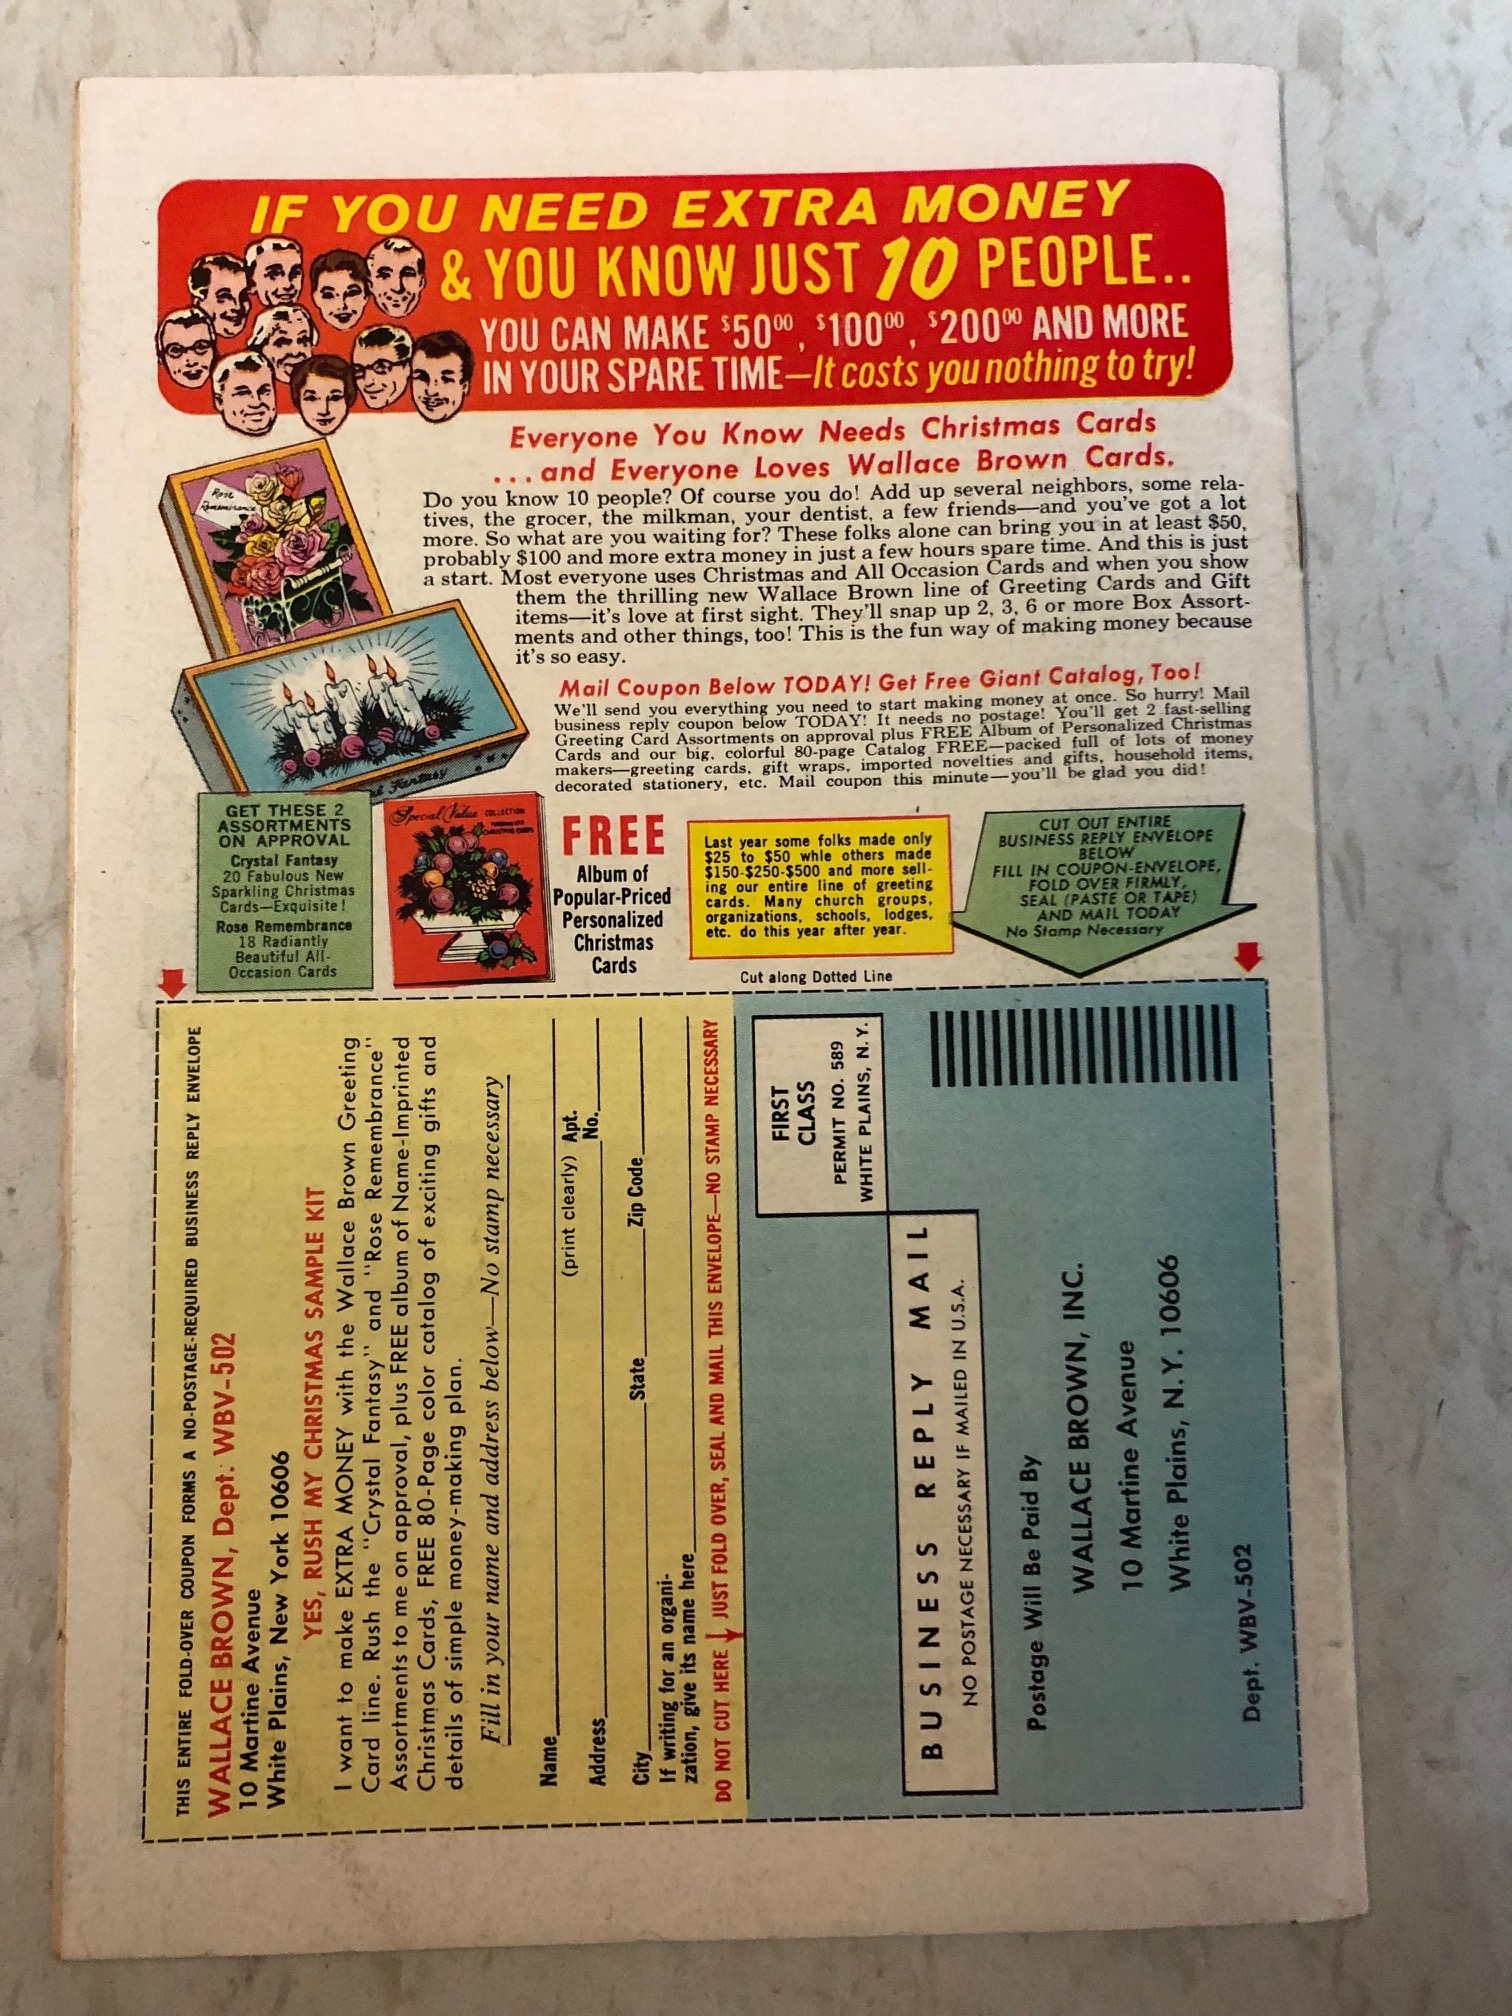 IF YOU NEED EXTRA MONEY
& YOU KNOW JUST 10 PEOPLE..
YOU CAN MAKE $50⁰⁰, $100⁰⁰, $200⁰⁰ AND MORE
IN YOUR SPARE TIME—It costs you nothing to try!
Everyone You Know Needs Christmas Cards
...and Everyone Loves Wallace Brown Cards.
Do you know 10 people? Of course you do! Add up several neighbors, some rela-
tives, the grocer, the milkman, your dentist, a few friends—and you've got a lot
more. So what are you waiting for? These folks alone can bring you in at least $50,
probably $100 and more extra money in just a few hours spare time. And this is just
a start. Most everyone uses Christmas and All Occasion Cards and when you show
them the thrilling new Wallace Brown line of Greeting Cards and Gift
items—it's love at first sight. They'll snap up 2, 3, 6 or more Box Assort-
ments and other things, too! This is the fun way of making money because
it's so easy.
Rose
Remembrance
Mail Coupon Below TODAY! Get Free Giant Catalog, Too!
We'll send you everything you need to start making money at once. So hurry! Mail
business reply coupon below TODAY! It needs no postage! You'll get 2 fast-selling
Greeting Card Assortments on approval plus FREE Album of Personalized Christmas
Cards and our big, colorful 80-page Catalog FREE—packed full of lots of money
makers—greeting cards, gift wraps, imported novelties and gifts, household items,
decorated stationery, etc. Mail coupon this minute—you'll be glad you did!
Fantasy
GET THESE 2
ASSORTMENTS
ON APPROVAL
Crystal Fantasy
20 Fabulous New
Sparkling Christmas
Cards—Exquisite!
Rose Remembrance
18 Radiantly
Beautiful All-
Occasion Cards
Special Value COLLECTION
PERSONALIZED
CHRISTMAS CARDS
FREE
Album of
Popular-Priced
Personalized
Christmas
Cards
Last year some folks made only
$25 to $50 whle others made
$150-$250-$500 and more sell-
ing our entire line of greeting
cards. Many church groups,
organizations, schools, lodges,
etc. do this year after year.
CUT OUT ENTIRE
BUSINESS REPLY ENVELOPE
BELOW
FILL IN COUPON-ENVELOPE,
FOLD OVER FIRMLY,
SEAL (PASTE OR TAPE)
AND MAIL TODAY
No Stamp Necessary
Cut along Dotted Line
THIS ENTIRE FOLD-OVER COUPON FORMS A NO-POSTAGE-REQUIRED BUSINESS REPLY ENVELOPE
WALLACE BROWN, Dept. WBV-502
10 Martine Avenue
White Plains, New York 10606
YES, RUSH MY CHRISTMAS SAMPLE KIT
I want to make EXTRA MONEY with the Wallace Brown Greeting
Card line. Rush the "Crystal Fantasy" and "Rose Remembrance"
Assortments to me on approval, plus FREE album of Name-Imprinted
Christmas Cards, FREE 80-Page color catalog of exciting gifts and
details of simple money-making plan.
Fill in your name and address below—No stamp necessary
Name
(print clearly)
Address Apt. No.
City State Zip Code
If writing for an organi-
zation, give its name here
DO NOT CUT HERE JUST FOLD OVER, SEAL AND MAIL THIS ENVELOPE—NO STAMP NECESSARY
FIRST
CLASS
PERMIT NO. 589
WHITE PLAINS, N.Y.
BUSINESS REPLY MAIL
NO POSTAGE NECESSARY IF MAILED IN U.S.A.
Postage Will Be Paid By
WALLACE BROWN, INC.
10 Martine Avenue
White Plains, N.Y. 10606
Dept. WBV-502